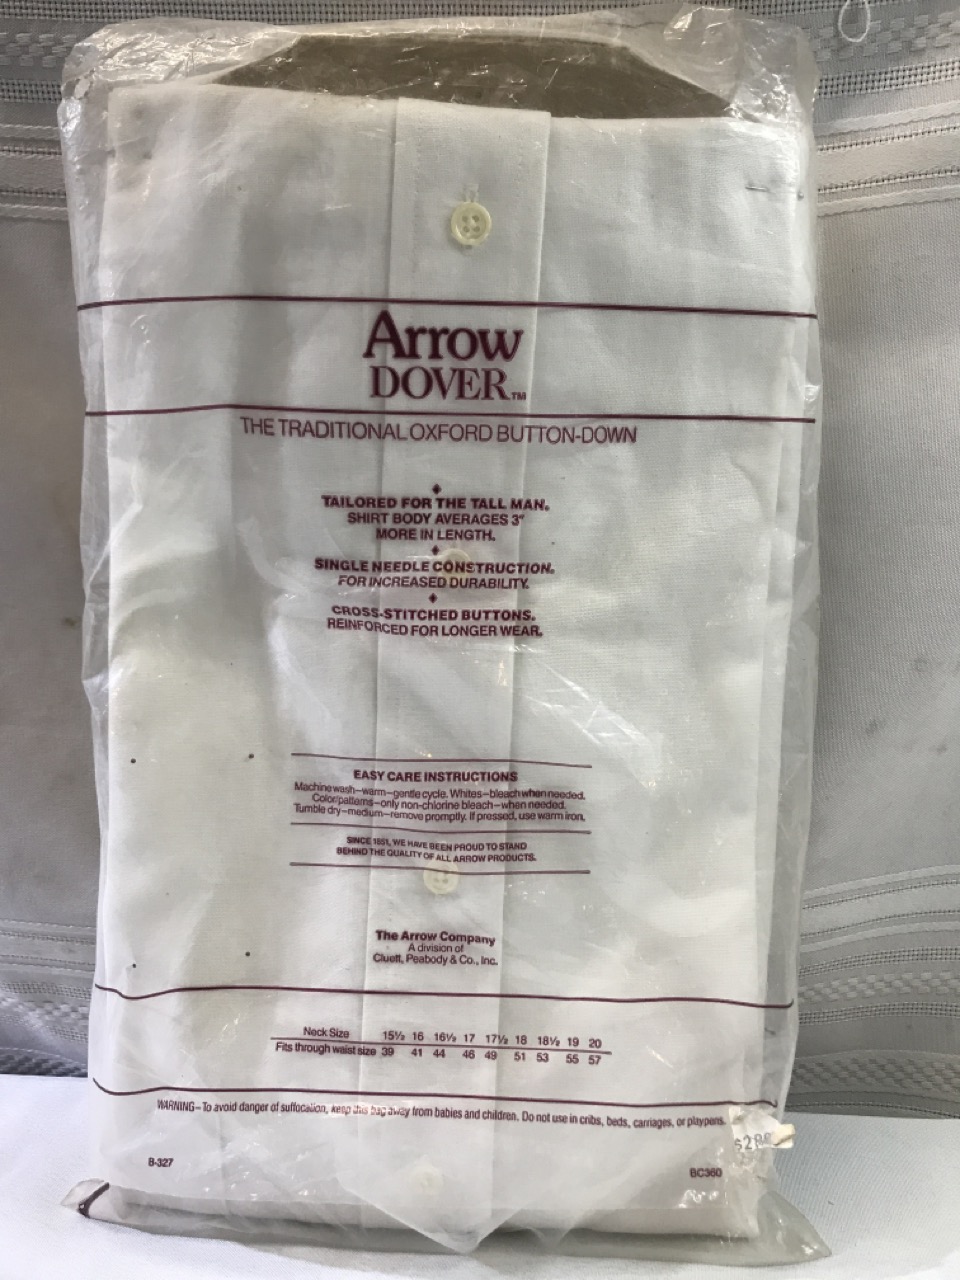 Arrow
DOVER™
THE TRADITIONAL OXFORD BUTTON-DOWN
TAILORED FOR THE TALL MAN.
SHIRT BODY AVERAGES 3"
MORE IN LENGTH.
SINGLE NEEDLE CONSTRUCTION.
FOR INCREASED DURABILITY.
CROSS-STITCHED BUTTONS.
REINFORCED FOR LONGER WEAR.
EASY CARE INSTRUCTIONS
Machine wash–warm–gentle cycle. Whites–bleach when needed.
Color/patterns–only non-chlorine bleach–when needed.
Tumble dry–medium–remove promptly. If pressed, use warm iron.
SINCE 1851, WE HAVE BEEN PROUD TO STAND
BEHIND THE QUALITY OF ALL ARROW PRODUCTS.
The Arrow Company
A division of
Cluett, Peabody & Co., Inc.
Neck Size 15½ 16 16½ 17 17½ 18 18½ 19 20
Fits through waist size 39 41 44 46 49 51 53 55 57
WARNING–To avoid danger of suffocation, keep this bag away from babies and children. Do not use in cribs, beds, carriages, or playpens.
B-327
BC360